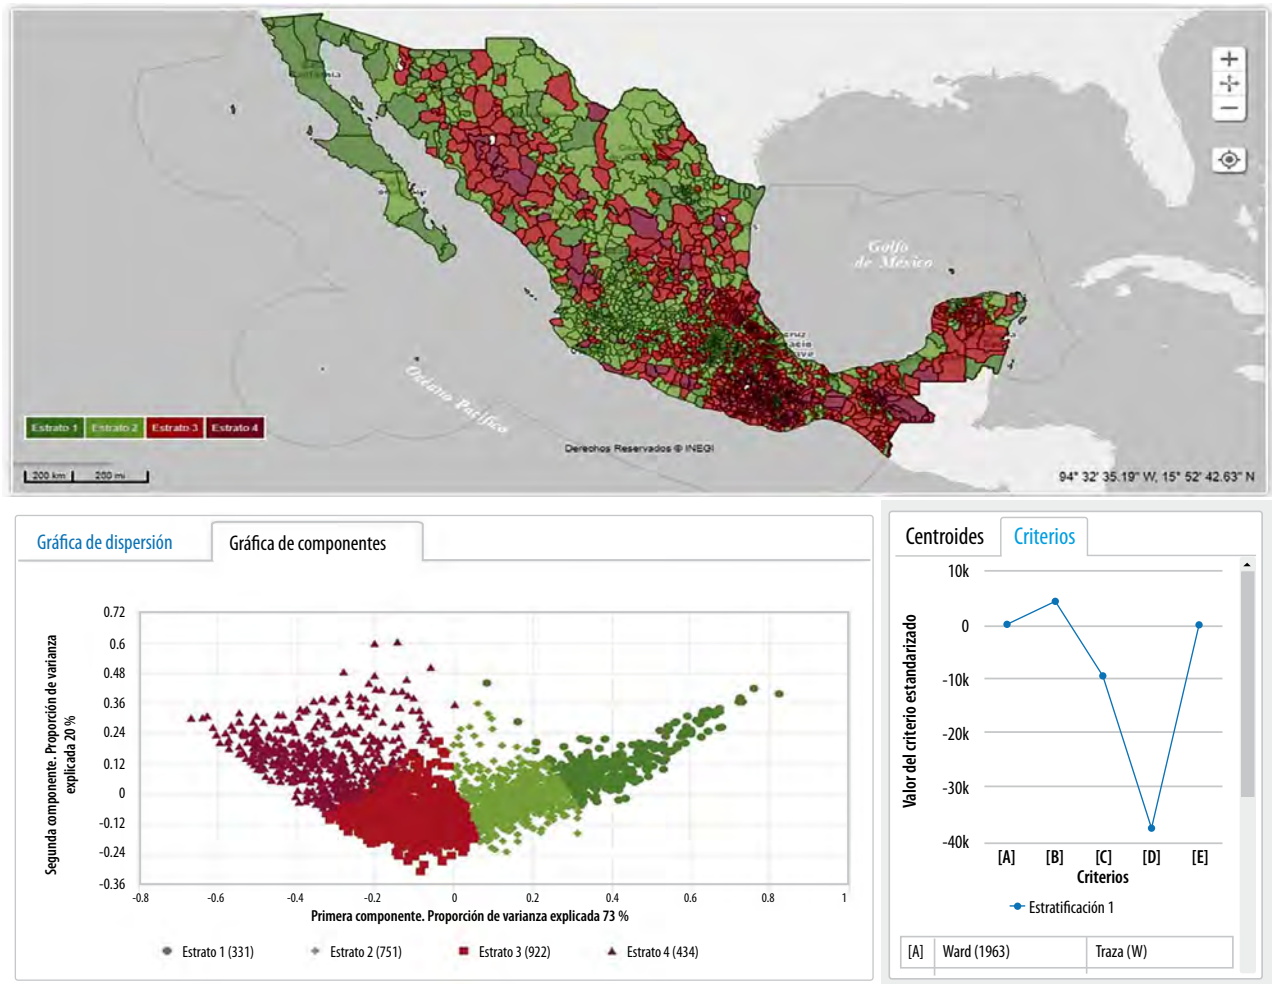 Golfo
de México
Océano Pacífico
Estrato 1 Estrato 2 Estrato 3 Estrato 4
Derechos Reservados © INEGI
200 km 200 mi
94° 32' 35.19" W, 15° 52' 42.63" N
Gráfica de dispersión Gráfica de componentes
Segunda componente. Proporción de varianza
explicada 20 %
0.72
0.6
0.48
0.36
0.24
0.12
0
-0.12
-0.24
-0.36
-0.8 -0.6 -0.4 -0.2 0 0.2 0.4 0.6 0.8 1
Primera componente. Proporción de varianza explicada 73 %
Estrato 1 (331) Estrato 2 (751) Estrato 3 (922) Estrato 4 (434)
Centroides Criterios
Valor del criterio estandarizado
10k
0
-10k
-20k
-30k
-40k
[A] [B] [C] [D] [E]
Criterios
Estratificación 1
[A] Ward (1963) Traza (W)